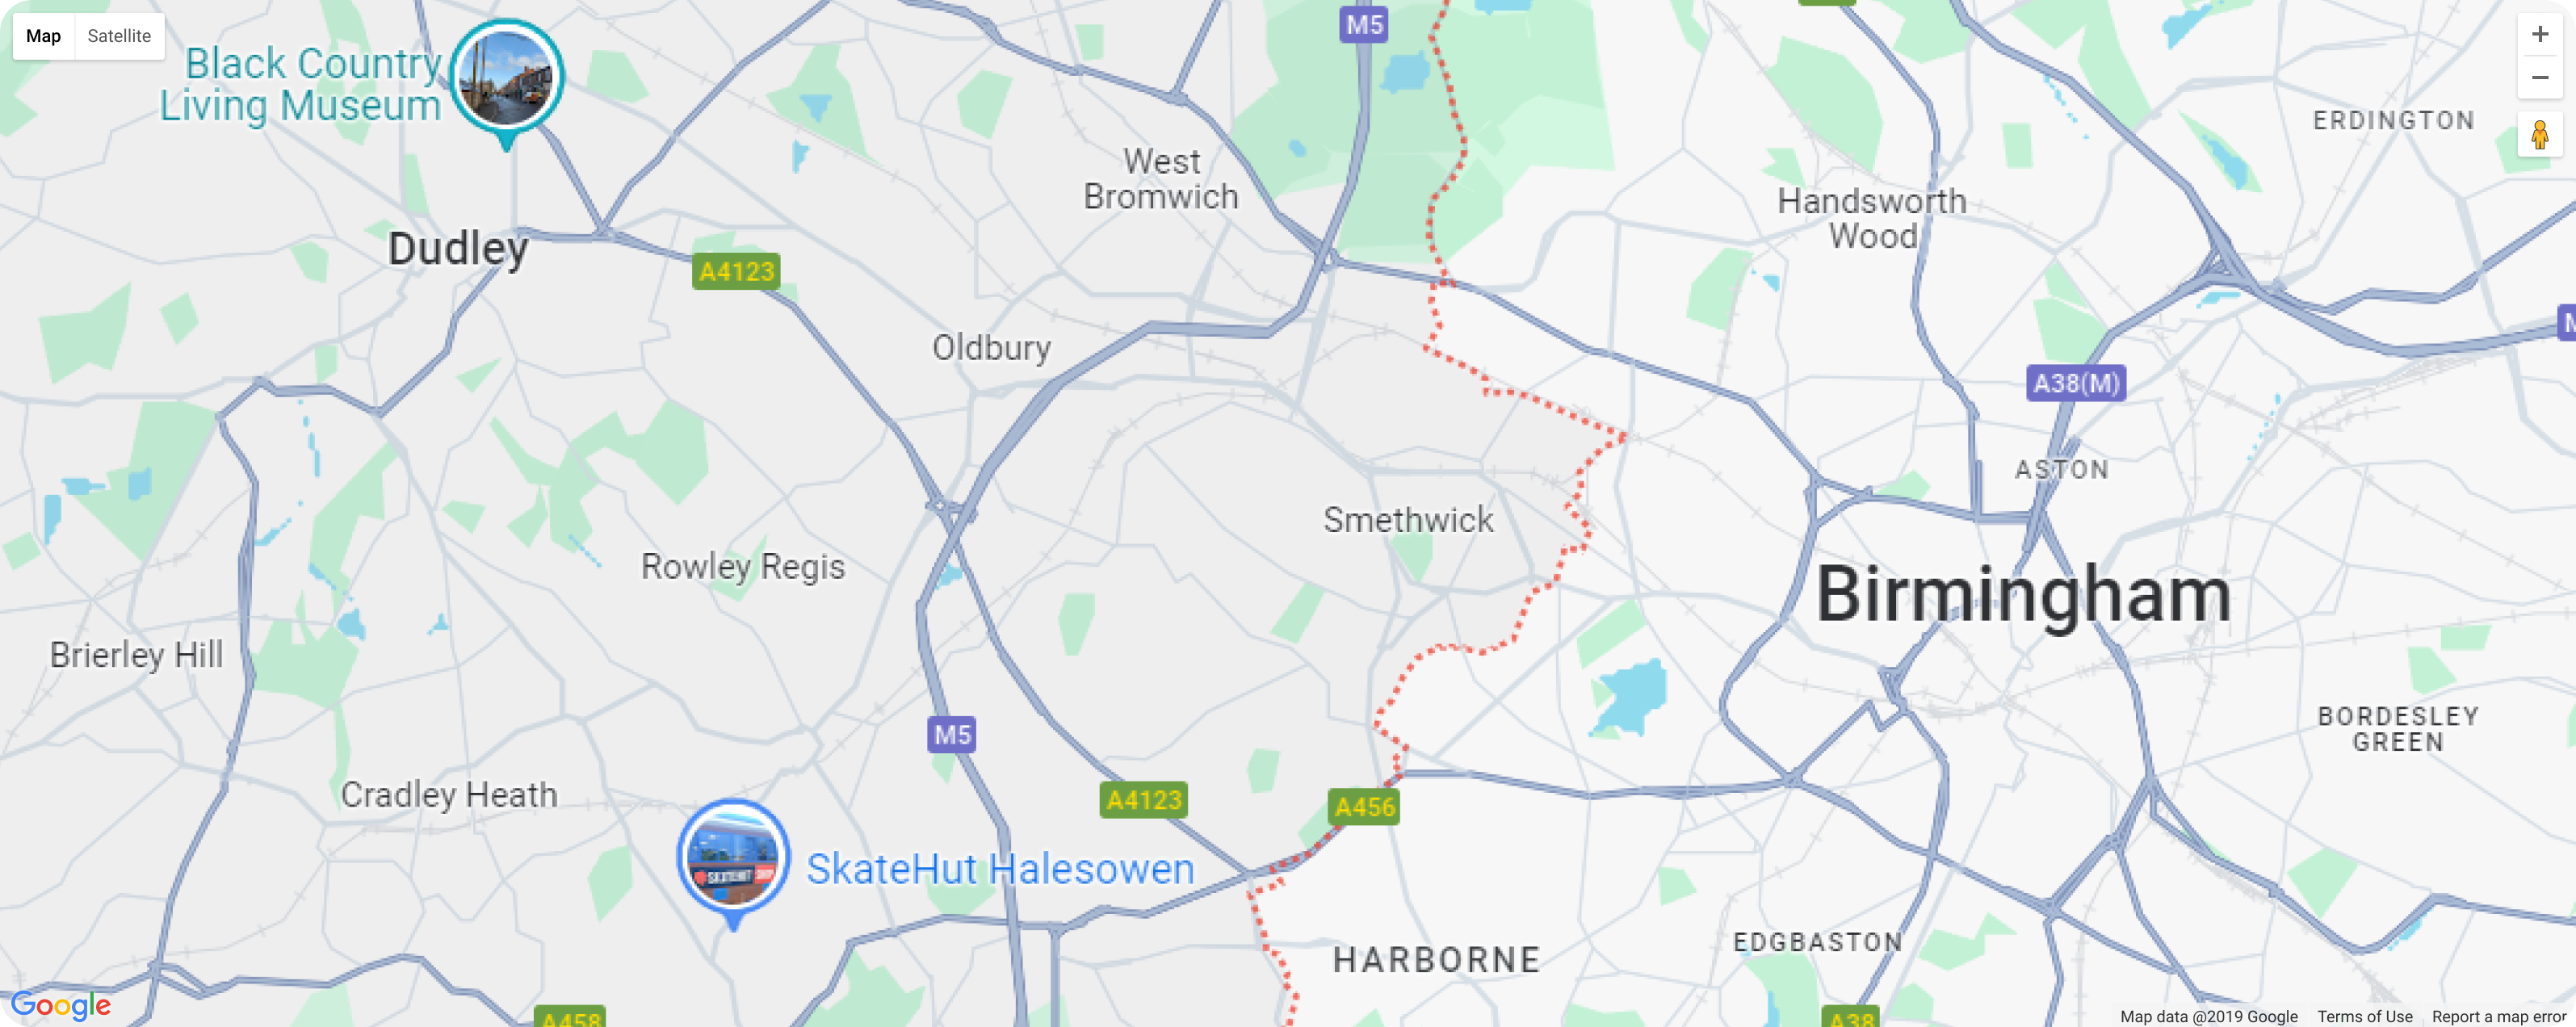 Map
Satellite
Black Country
Living Museum
M5
ERDINGTON
West
Bromwich
Handsworth
Wood
Dudley
A4123
Oldbury
A38(M)
ASTON
Smethwick
Rowley Regis
Birmingham
Brierley Hill
M5
BORDESLEY
GREEN
Cradley Heath
A4123
A456
SKATEHUT
SkateHut Halesowen
HARBORNE
EDGBASTON
Google
A458
A38
Map data @2019 Google
Terms of Use
Report a map error